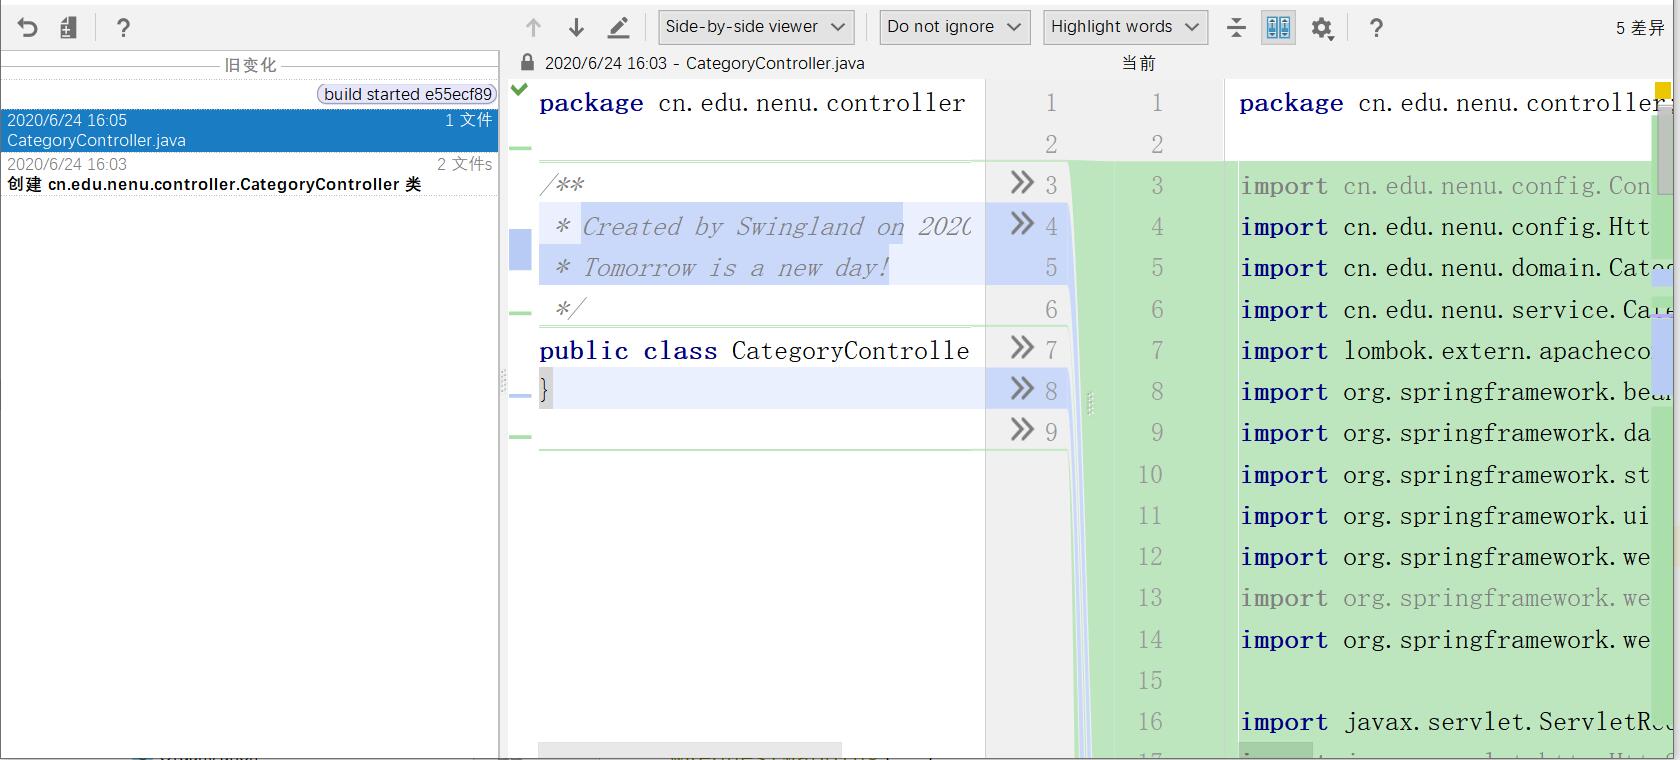 Side-by-side viewer
Do not ignore
Highlight words
?
?
5 差异
旧变化
build started e55ecf89
2020/6/24 16:05 1 文件
CategoryController.java
2020/6/24 16:03 2 文件s
创建 cn.edu.nenu.controller.CategoryController 类
2020/6/24 16:03 - CategoryController.java
当前
package cn.edu.nenu.controller 1
2
/** 3
* Created by Swingland on 202 4
* Tomorrow is a new day! 5
*/ 6
public class CategoryControlle 7
} 8
9
1 package cn.edu.nenu.controller
2
3 import cn.edu.nenu.config.Con
4 import cn.edu.nenu.config.Htt
5 import cn.edu.nenu.domain.Cate
6 import cn.edu.nenu.service.Cate
7 import lombok.extern.apacheco
8 import org.springframework.bea
9 import org.springframework.da
10 import org.springframework.st
11 import org.springframework.ui
12 import org.springframework.we
13 import org.springframework.we
14 import org.springframework.we
15
16 import javax.servlet.ServletR